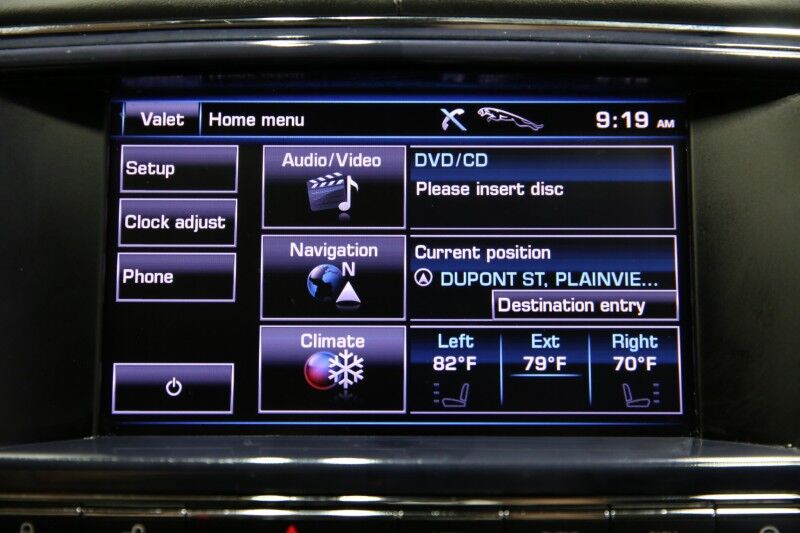 Valet Home menu 9:19 AM
Setup
Clock adjust
Phone
Audio/Video
DVD/CD
Please insert disc
Navigation
N
Current position
DUPONT ST, PLAINVIE...
Destination entry
Climate
Left Ext Right
82°F 79°F 70°F